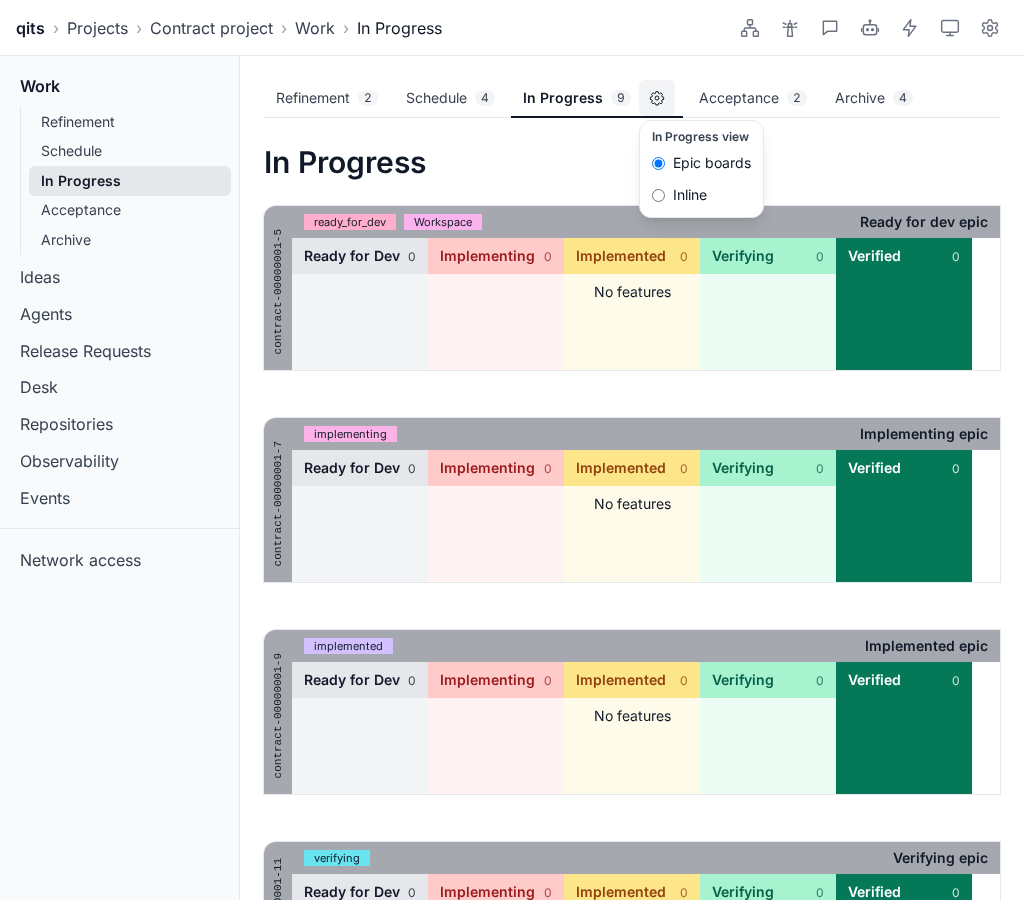 qits › Projects › Contract project › Work › In Progress
Work
Refinement
Schedule
In Progress
Acceptance
Archive
Ideas
Agents
Release Requests
Desk
Repositories
Observability
Events
Network access
Refinement 2 Schedule 4 In Progress 9 Acceptance 2 Archive 4
In Progress view
Epic boards
Inline
In Progress
contract-00000001-5
ready_for_dev Workspace Ready for dev epic
Ready for Dev 0 Implementing 0 Implemented 0 Verifying 0 Verified 0
No features
contract-00000001-7
implementing Implementing epic
Ready for Dev 0 Implementing 0 Implemented 0 Verifying 0 Verified 0
No features
contract-00000001-9
implemented Implemented epic
Ready for Dev 0 Implementing 0 Implemented 0 Verifying 0 Verified 0
No features
001-11
verifying Verifying epic
Ready for Dev 0 Implementing 0 Implemented 0 Verifying 0 Verified 0